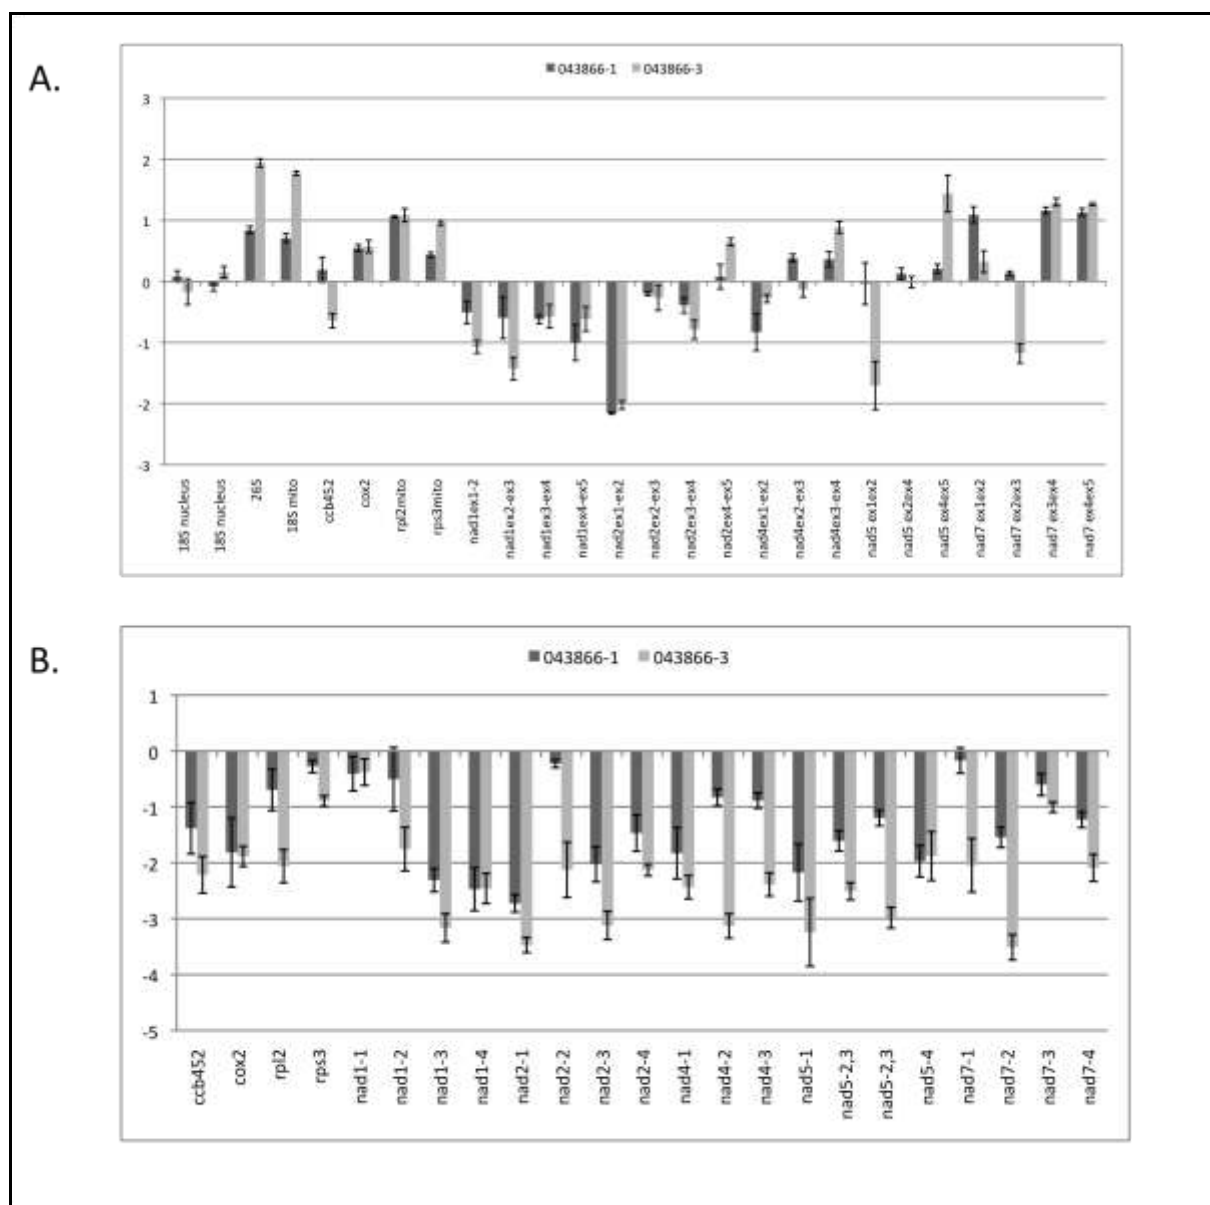 A.
043866-1 043866-3
3
2
1
0
-1
-2
-3
18S nucleus
18S nucleus
26S
18S mito
ccb452
cox2
rpl2mito
rps3mito
nad1ex1-2
nad1ex2-ex3
nad1ex3-ex4
nad1ex4-ex5
nad2ex1-ex2
nad2ex2-ex3
nad2ex3-ex4
nad2ex4-ex5
nad4ex1-ex2
nad4ex2-ex3
nad4ex3-ex4
nad5 ex1ex2
nad5 ex2ex4
nad5 ex4ex5
nad7 ex1ex2
nad7 ex2ex3
nad7 ex3ex4
nad7 ex4ex5
B.
043866-1 043866-3
1
0
-1
-2
-3
-4
-5
ccb452
cox2
rpl2
rps3
nad1-1
nad1-2
nad1-3
nad1-4
nad2-1
nad2-2
nad2-3
nad2-4
nad4-1
nad4-2
nad4-3
nad5-1
nad5-2,3
nad5-2,3
nad5-4
nad7-1
nad7-2
nad7-3
nad7-4